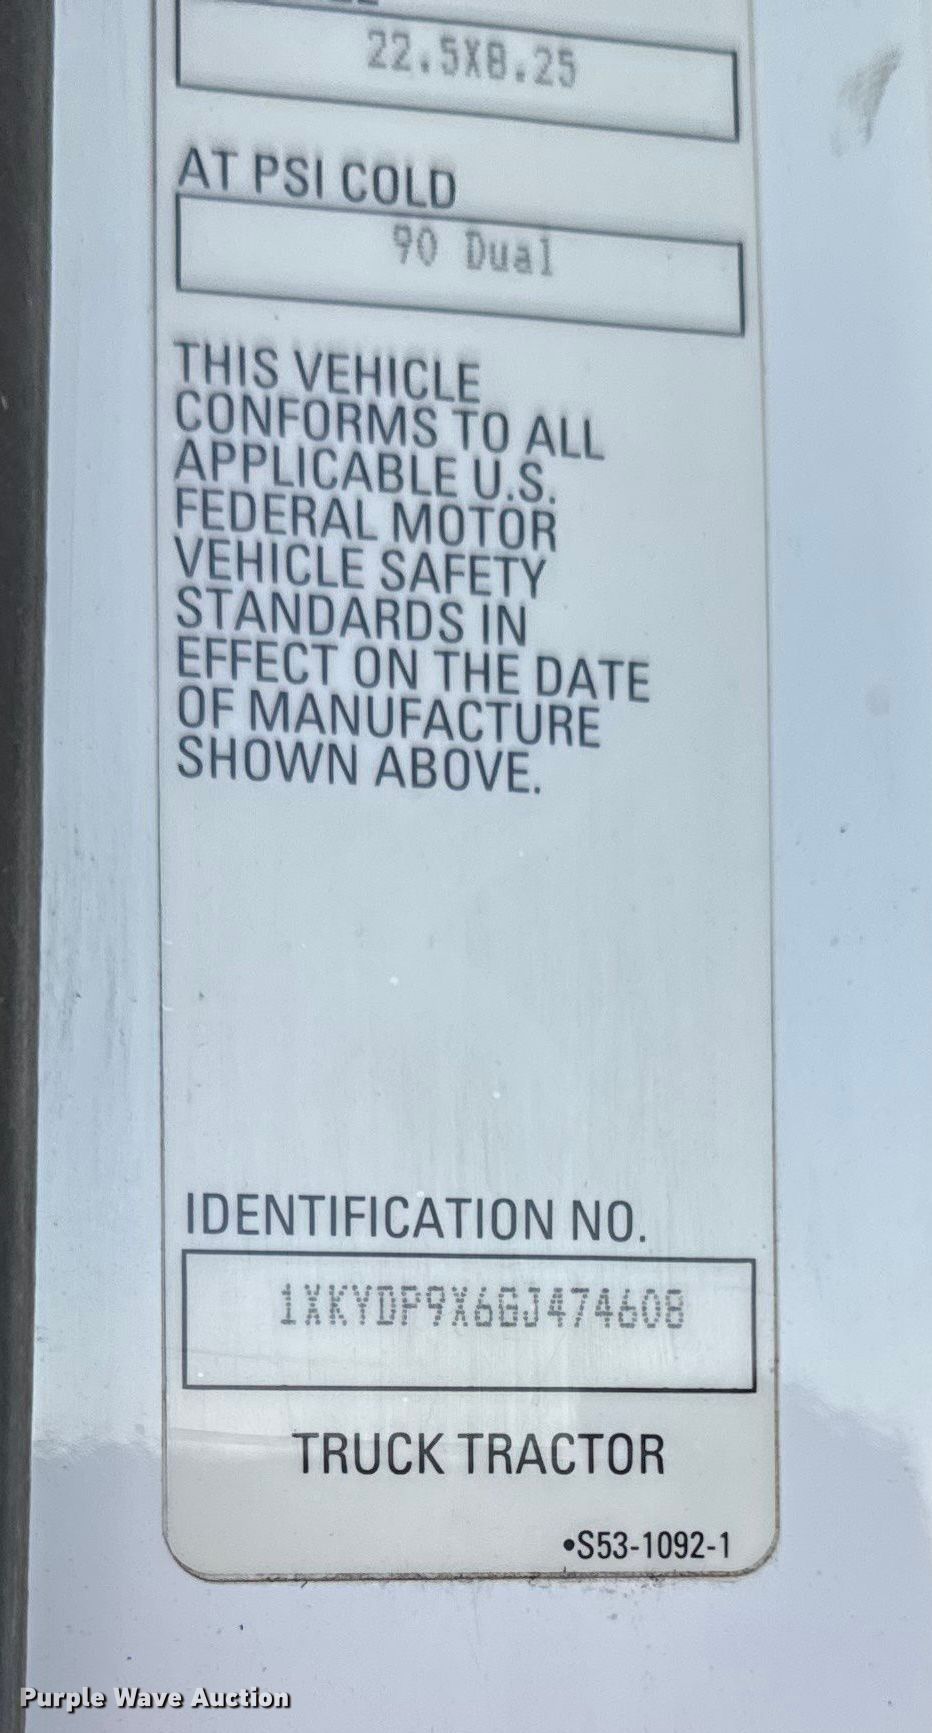 22.5X8.25
AT PSI COLD
90 Dual
THIS VEHICLE
CONFORMS TO ALL
APPLICABLE U.S.
FEDERAL MOTOR
VEHICLE SAFETY
STANDARDS IN
EFFECT ON THE DATE
OF MANUFACTURE
SHOWN ABOVE.
IDENTIFICATION NO.
1XKYDP9X6GJ474608
TRUCK TRACTOR
•S53-1092-1
Purple Wave Auction